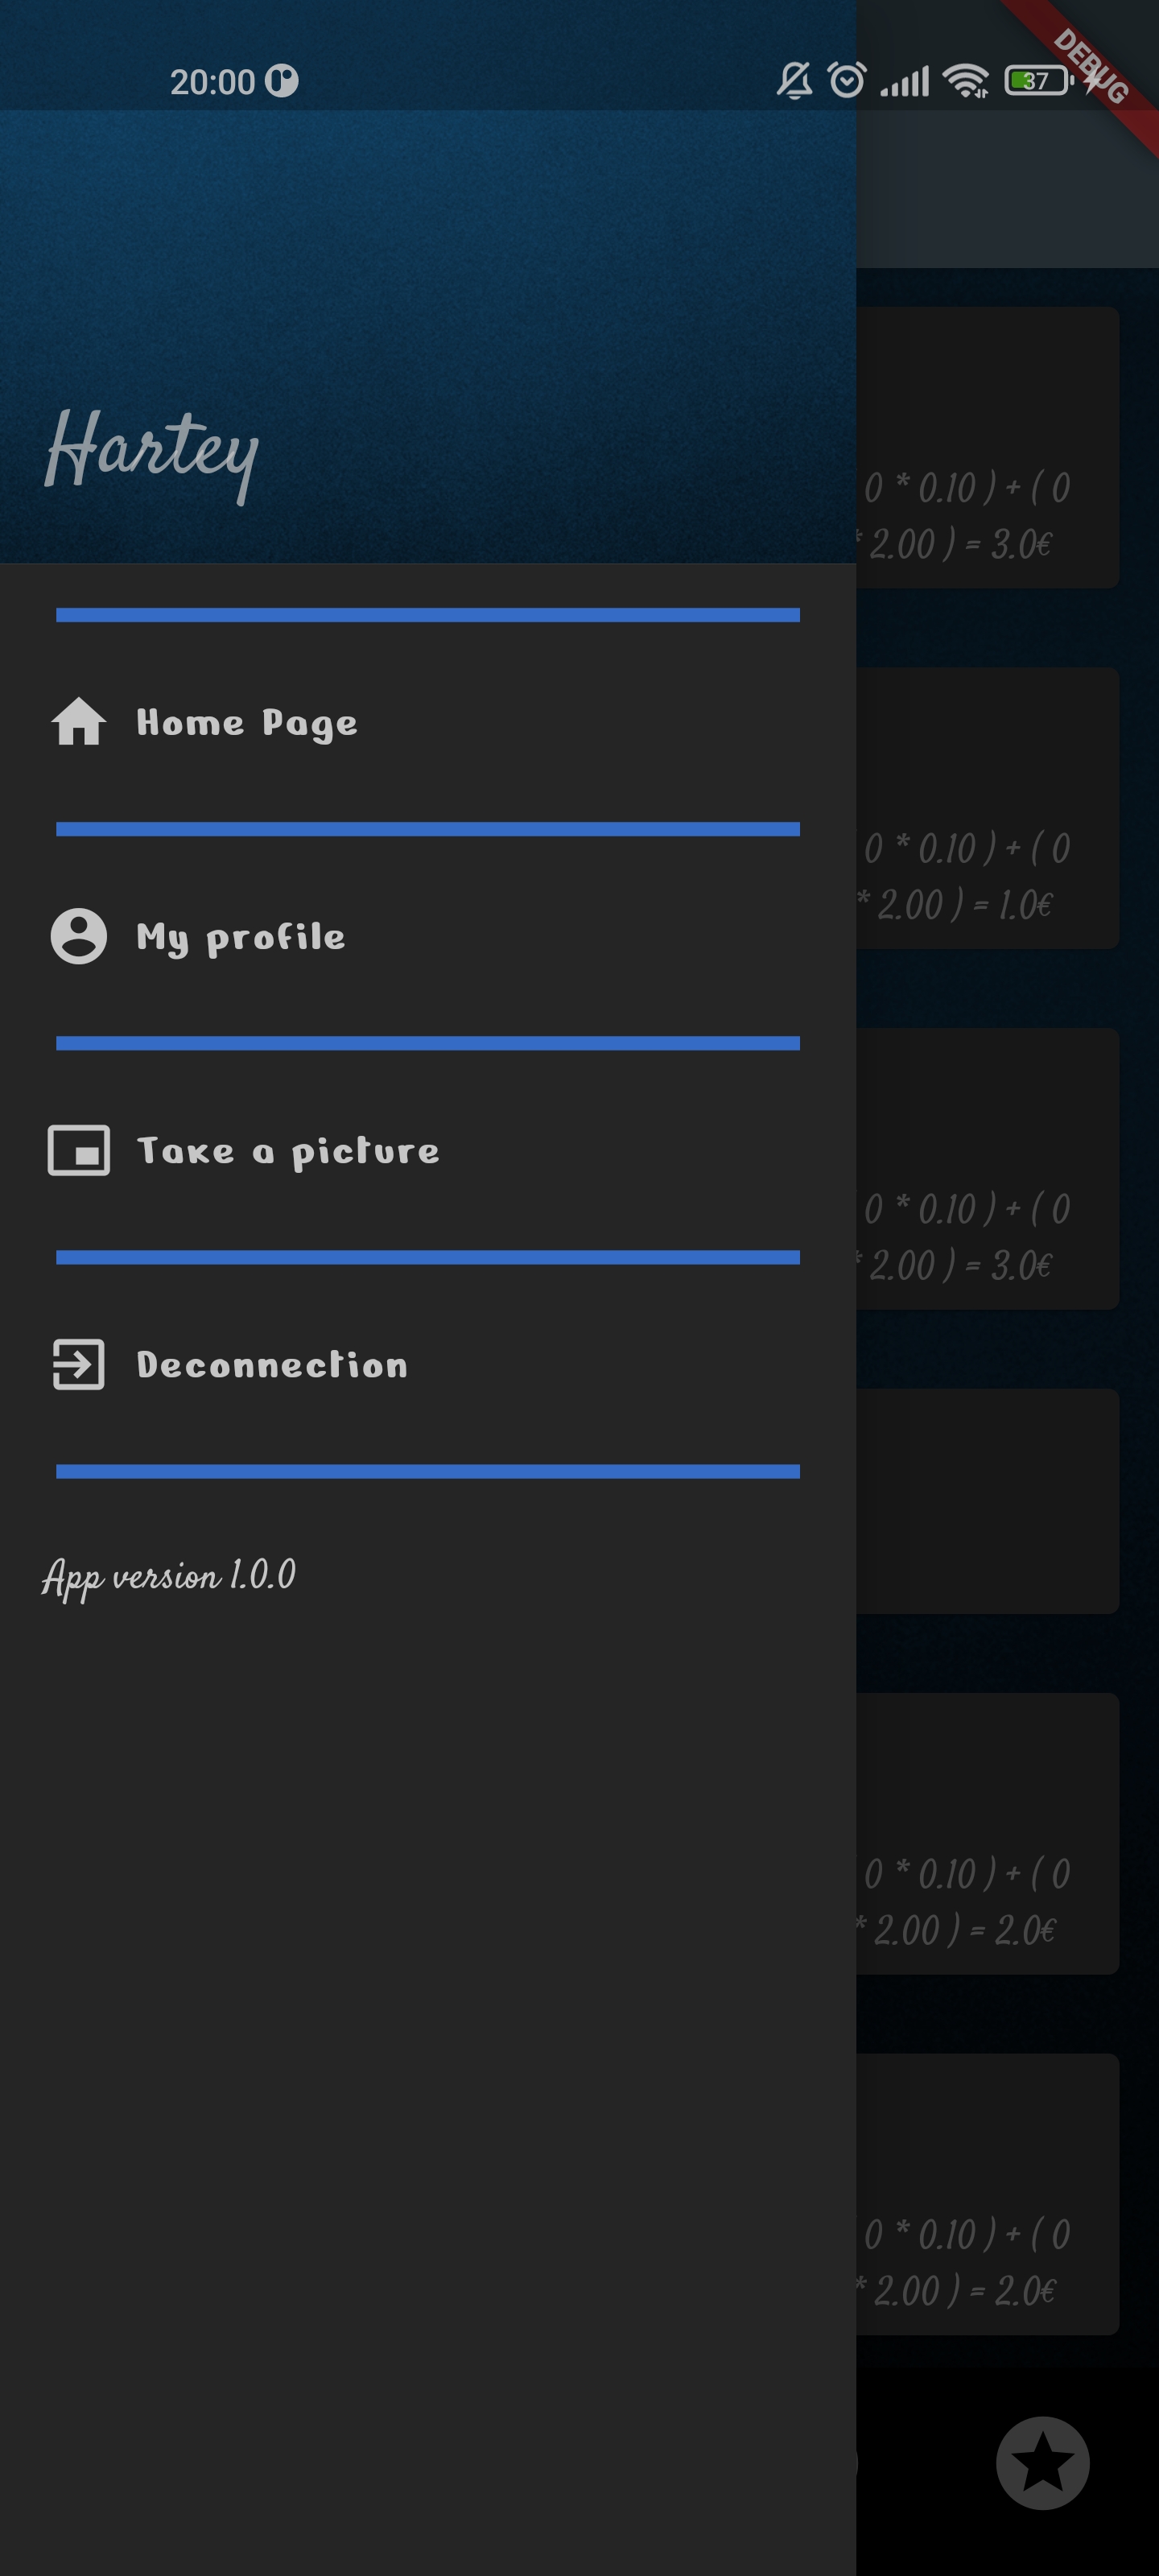 20:00
37
DEBUG
Hartey
0 * 0.10 ) + ( 0
* 2.00 ) = 3.0€
Home Page
0 * 0.10 ) + ( 0
* 2.00 ) = 1.0€
My profile
Take a picture
0 * 0.10 ) + ( 0
* 2.00 ) = 3.0€
Deconnection
App version 1.0.0
0 * 0.10 ) + ( 0
* 2.00 ) = 2.0€
0 * 0.10 ) + ( 0
* 2.00 ) = 2.0€